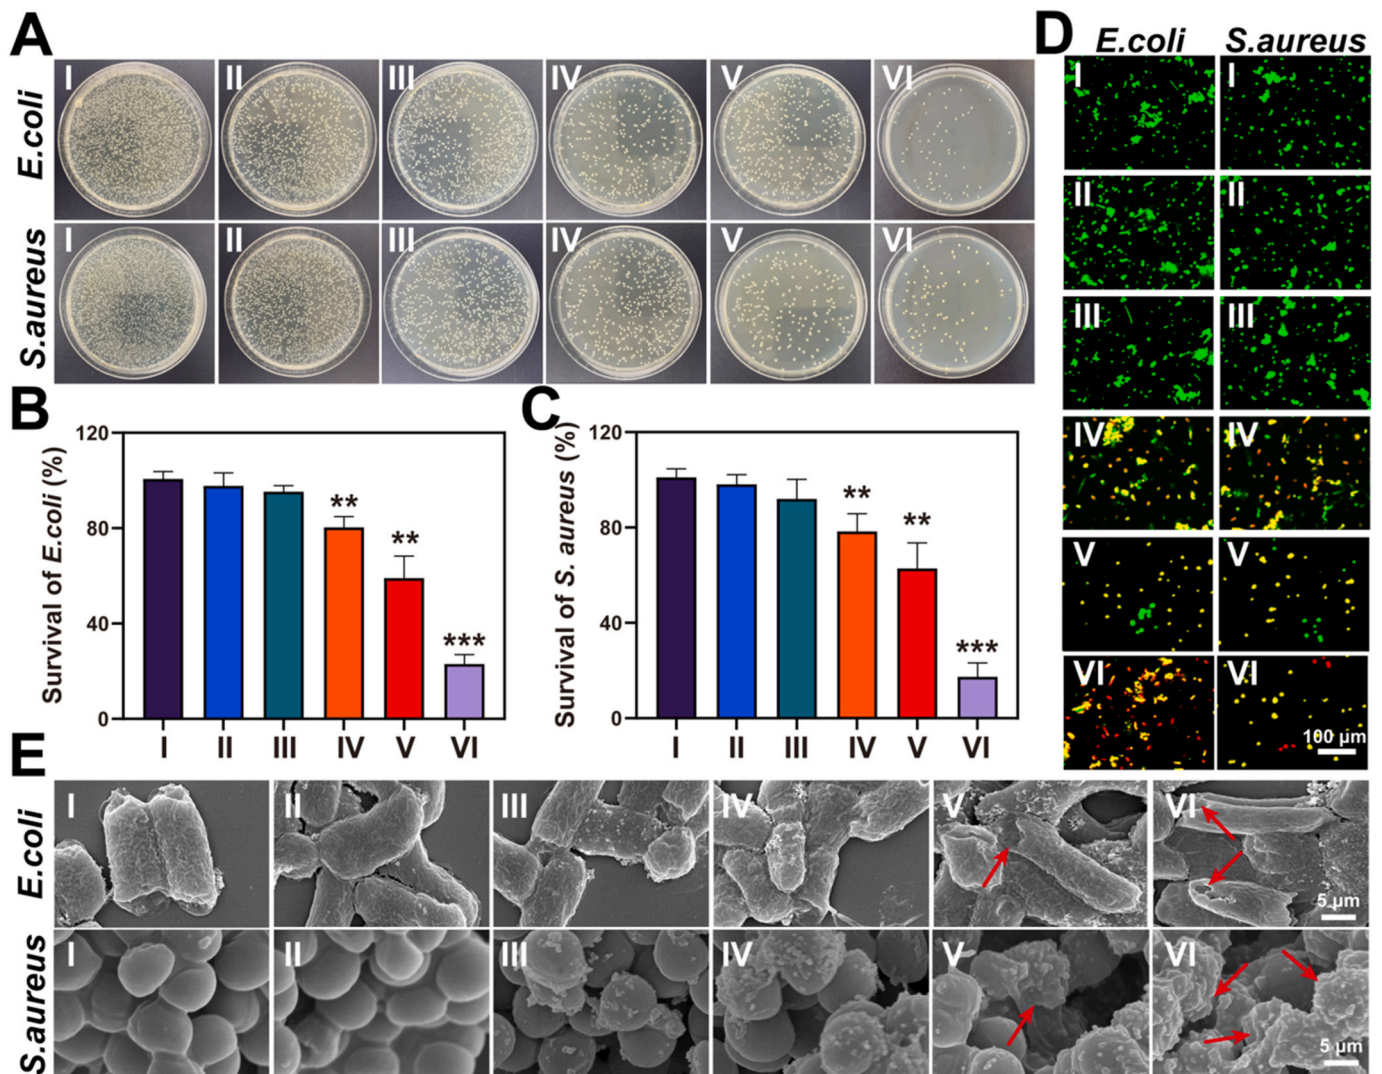 A
E.coli
I II III IV V VI
S.aureus
I II III IV V VI
B
Survival of E.coli (%)
120
80
40
0
**
**
***
I II III IV V VI
C
Survival of S. aureus (%)
120
80
40
0
**
**
***
I II III IV V VI
D
E.coli S.aureus
I I
II II
III III
IV IV
V V
VI VI
100 µm
E
E.coli
I II III IV V VI
5 µm
S.aureus
I II III IV V VI
5 µm